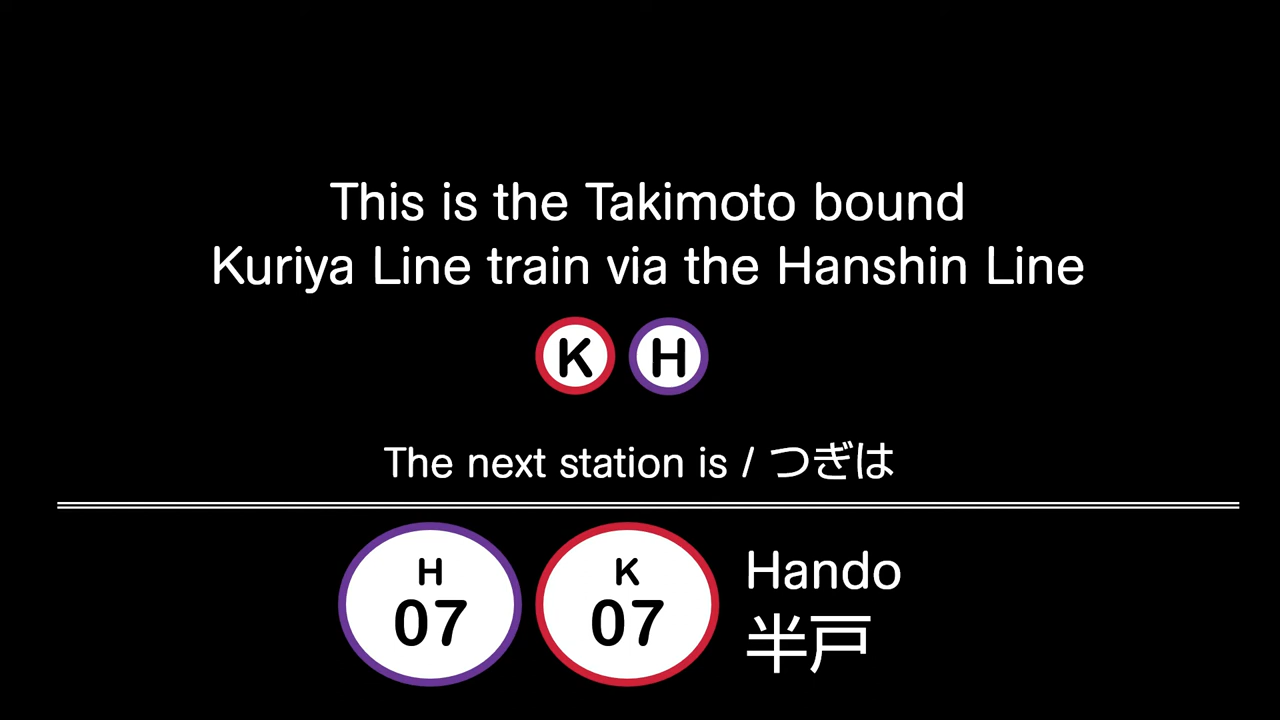 This is the Takimoto bound
Kuriya Line train via the Hanshin Line
K H
The next station is / つぎは
H K
07 07
Hando
半戸